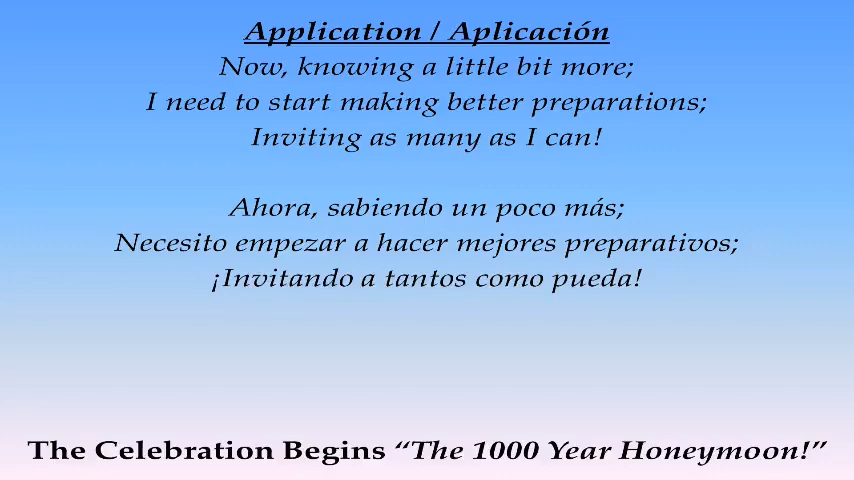 Application / Aplicación
Now, knowing a little bit more;
I need to start making better preparations;
Inviting as many as I can!
Ahora, sabiendo un poco más;
Necesito empezar a hacer mejores preparativos;
¡Invitando a tantos como pueda!
The Celebration Begins “The 1000 Year Honeymoon!”